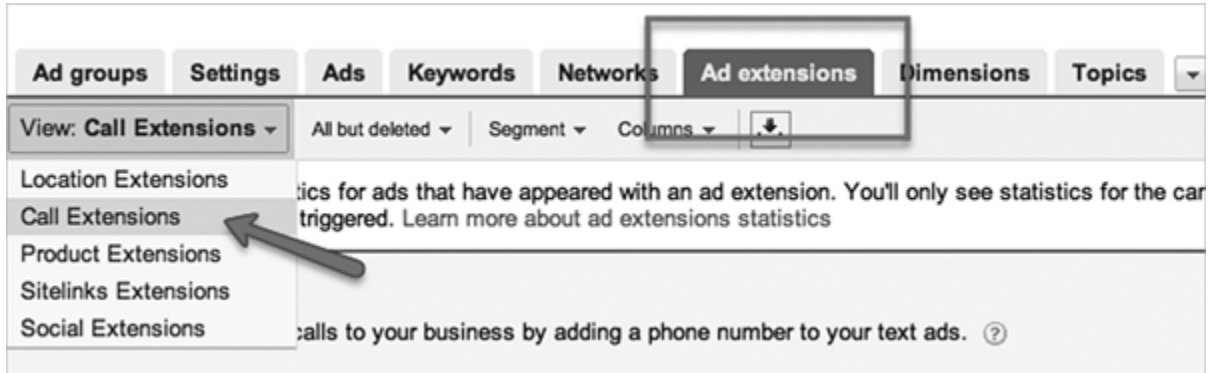 Ad groups Settings Ads Keywords Networks Ad extensions Dimensions Topics
View: Call Extensions All but deleted Segment Columns
Location Extensions
Call Extensions
Product Extensions
Sitelinks Extensions
Social Extensions
tics for ads that have appeared with an ad extension. You'll only see statistics for the
triggered. Learn more about ad extensions statistics
calls to your business by adding a phone number to your text ads. ?